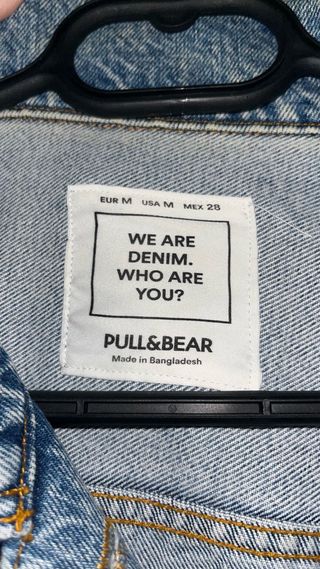 EUR M USA M MEX 28
WE ARE
DENIM.
WHO ARE
YOU?
PULL&BEAR
Made in Bangladesh